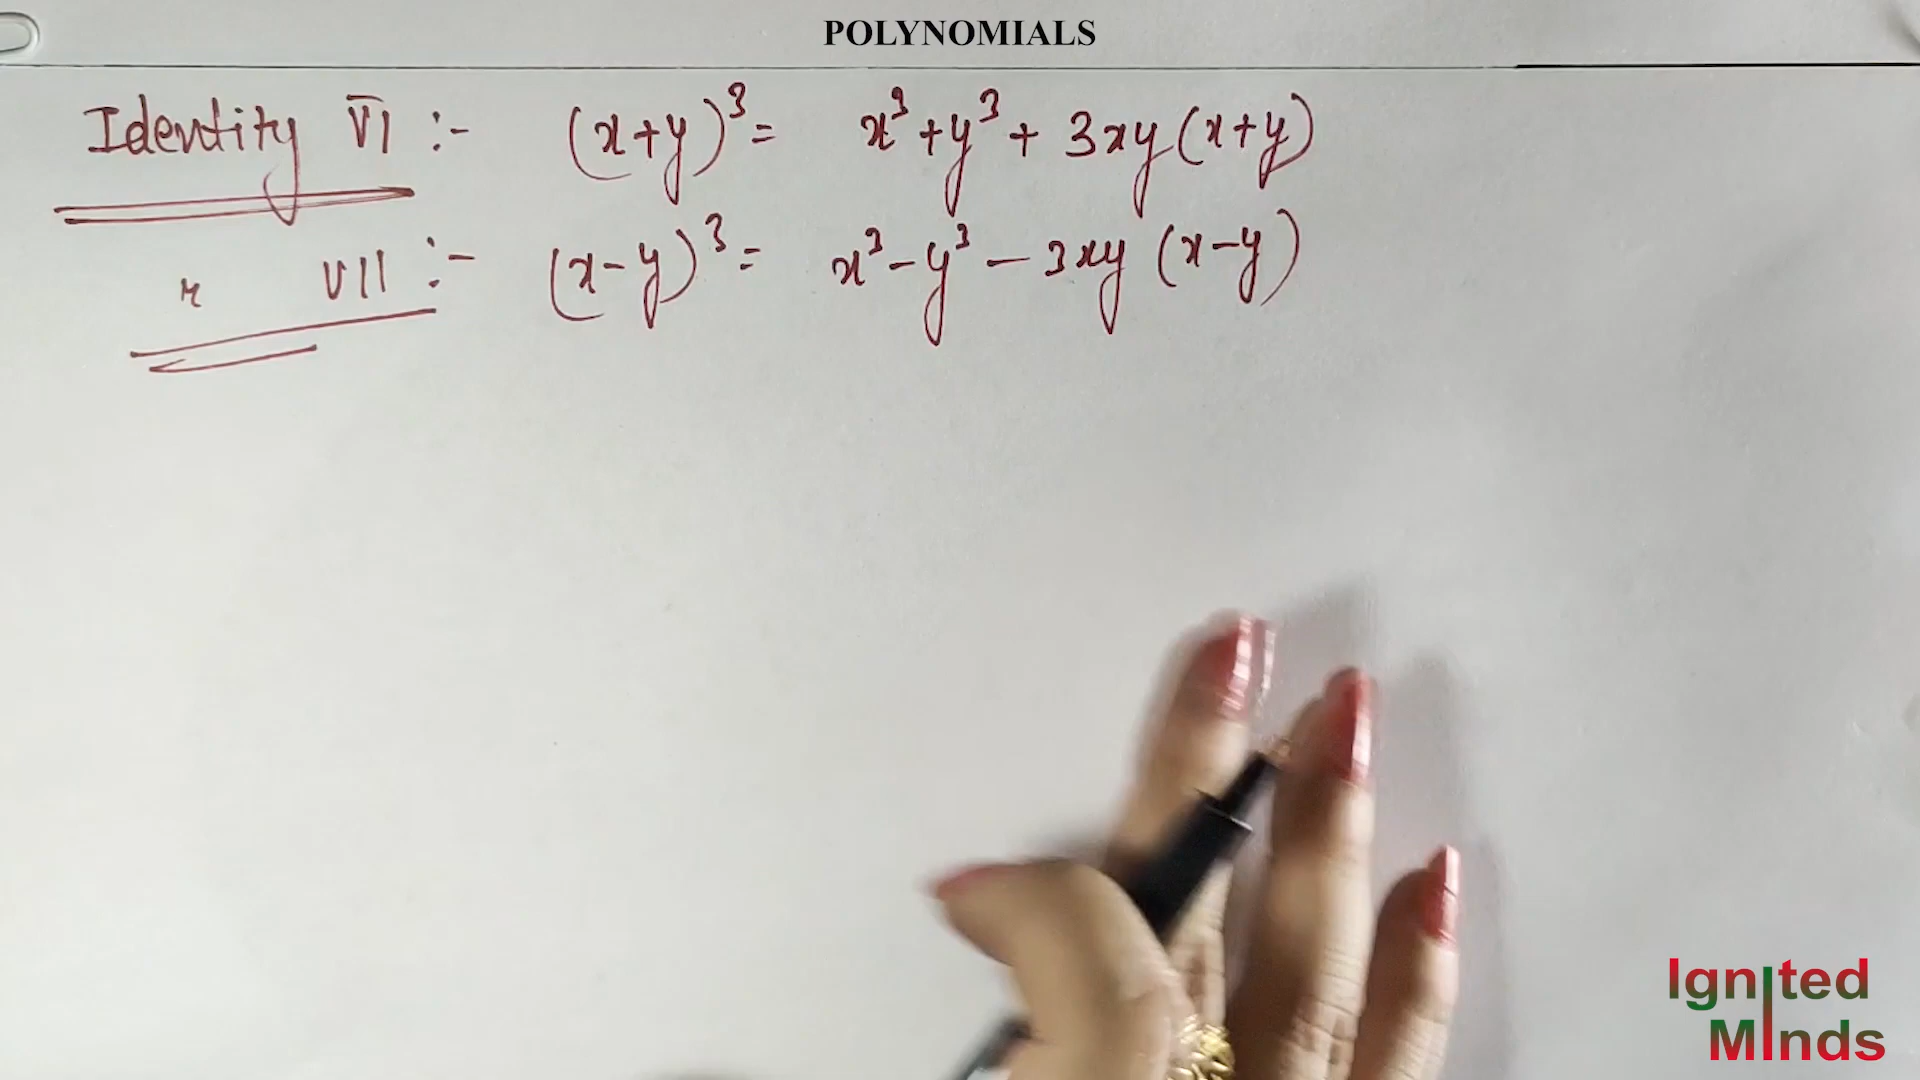 POLYNOMIALS
Identity VI :- (x+y)³ = x³+y³+ 3xy(x+y)
" VII :- (x-y)³ = x³-y³-3xy (x-y)
Ignited
Minds